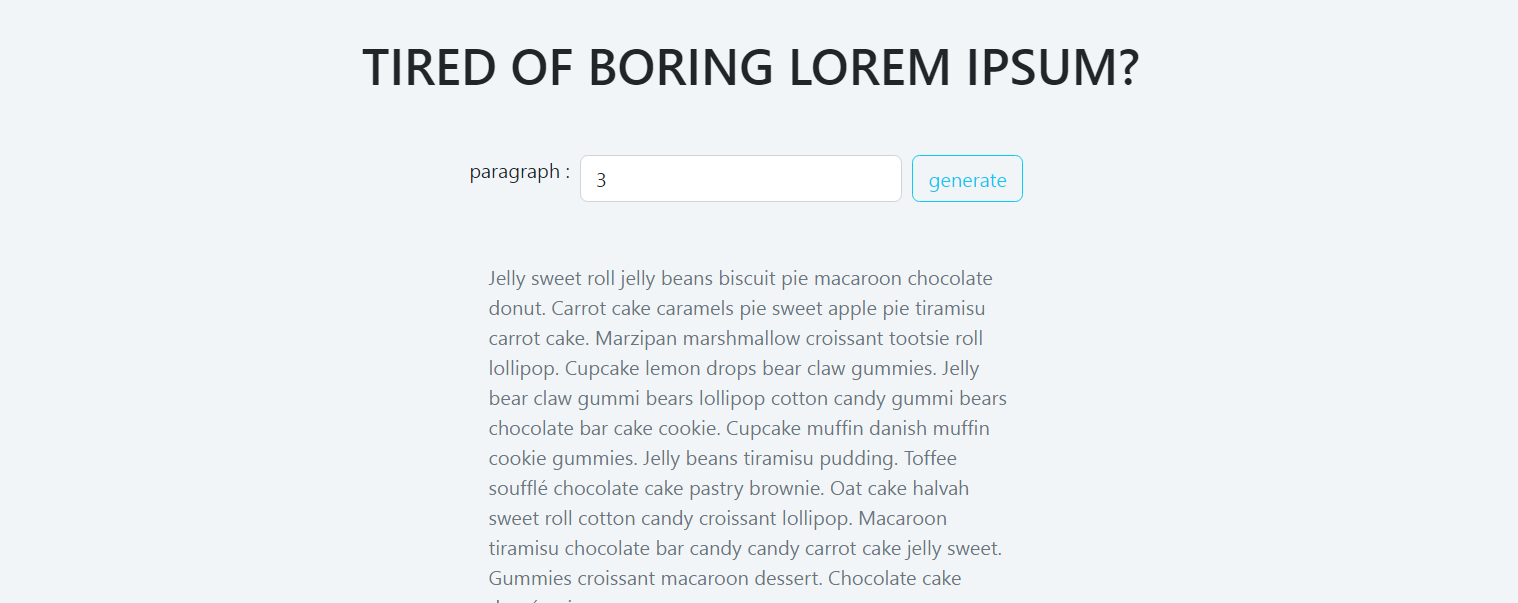 TIRED OF BORING LOREM IPSUM?
paragraph :
3
generate
Jelly sweet roll jelly beans biscuit pie macaroon chocolate
donut. Carrot cake caramels pie sweet apple pie tiramisu
carrot cake. Marzipan marshmallow croissant tootsie roll
lollipop. Cupcake lemon drops bear claw gummies. Jelly
bear claw gummi bears lollipop cotton candy gummi bears
chocolate bar cake cookie. Cupcake muffin danish muffin
cookie gummies. Jelly beans tiramisu pudding. Toffee
soufflé chocolate cake pastry brownie. Oat cake halvah
sweet roll cotton candy croissant lollipop. Macaroon
tiramisu chocolate bar candy candy carrot cake jelly sweet.
Gummies croissant macaroon dessert. Chocolate cake